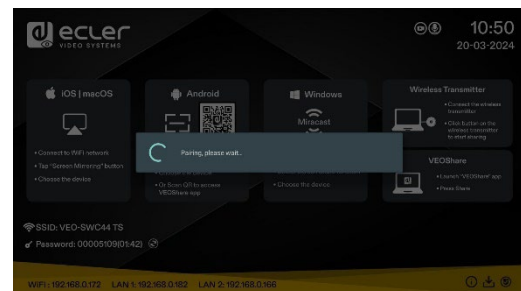 ecler
VIDEO SYSTEMS
10:50
20-03-2024
iOS | macOS
• Connect to WiFi network
• Tap "Screen Mirroring" button
• Choose the device
Android
• Or Scan QR to access
VEOShare app
Windows
Miracast
• Choose the device
Wireless Transmitter
• Connect the wireless
transmitter
• Click button on the
wireless transmitter
to start sharing
VEOShare
• Launch "VEOShare" app
• Press Share
Pairing, please wait..
SSID: VEO-SWC44 TS
Password: 00005109(01:42)
WiFi : 192.168.0.172 LAN 1: 192.168.0.182 LAN 2: 192.168.0.166